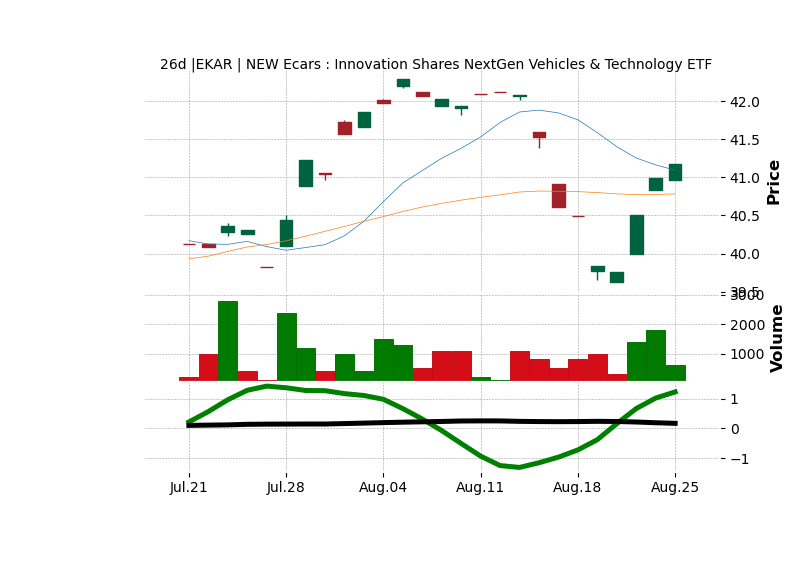 26d |EKAR | NEW Ecars : Innovation Shares NextGen Vehicles & Technology ETF
42.0
41.5
41.0
40.5
40.0
39.5
Price
3000
2000
1000
Volume
1
0
−1
Jul.21
Jul.28
Aug.04
Aug.11
Aug.18
Aug.25